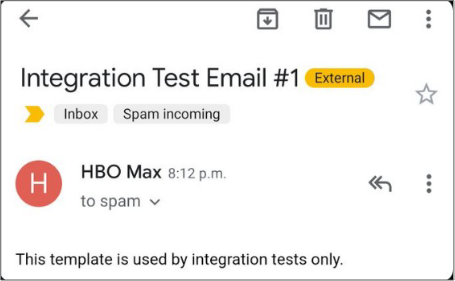 Integration Test Email #1 External
Inbox Spam incoming
H
HBO Max 8:12 p.m.
to spam
This template is used by integration tests only.